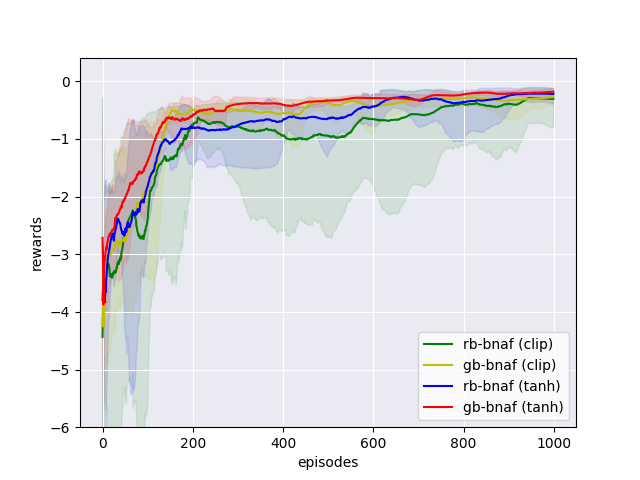 0
−1
−2
−3
−4
−5
−6
rewards
0
200
400
600
800
1000
episodes
rb-bnaf (clip)
gb-bnaf (clip)
rb-bnaf (tanh)
gb-bnaf (tanh)